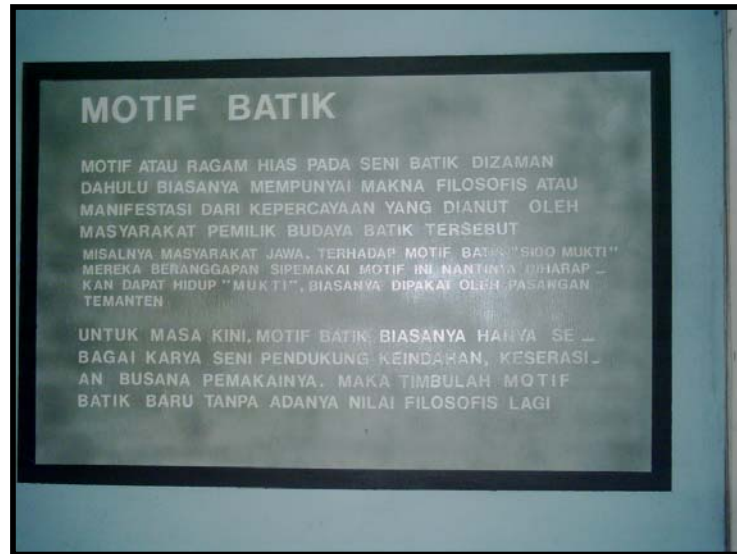 MOTIF BATIK
MOTIF ATAU RAGAM HIAS PADA SENI BATIK DIZAMAN
DAHULU BIASANYA MEMPUNYAI MAKNA FILOSOFIS ATAU
MANIFESTASI DARI KEPERCAYAAN YANG DIANUT OLEH
MASYARAKAT PEMILIK BUDAYA BATIK TERSEBUT
MISALNYA MASYARAKAT JAWA. TERHADAP MOTIF BATIK "SIDO MUKTI"
MEREKA BERANGGAPAN SIPEMAKAI MOTIF INI NANTINYA DIHARAP _
KAN DAPAT HIDUP "MUKTI", BIASANYA DIPAKAI OLEH PASANGAN
TEMANTEN
UNTUK MASA KINI, MOTIF BATIK BIASANYA HANYA SE _
BAGAI KARYA SENI PENDUKUNG KEINDAHAN, KESERASI _
AN BUSANA PEMAKAINYA. MAKA TIMBULAH MOTIF
BATIK BARU TANPA ADANYA NILAI FILOSOFIS LAGI